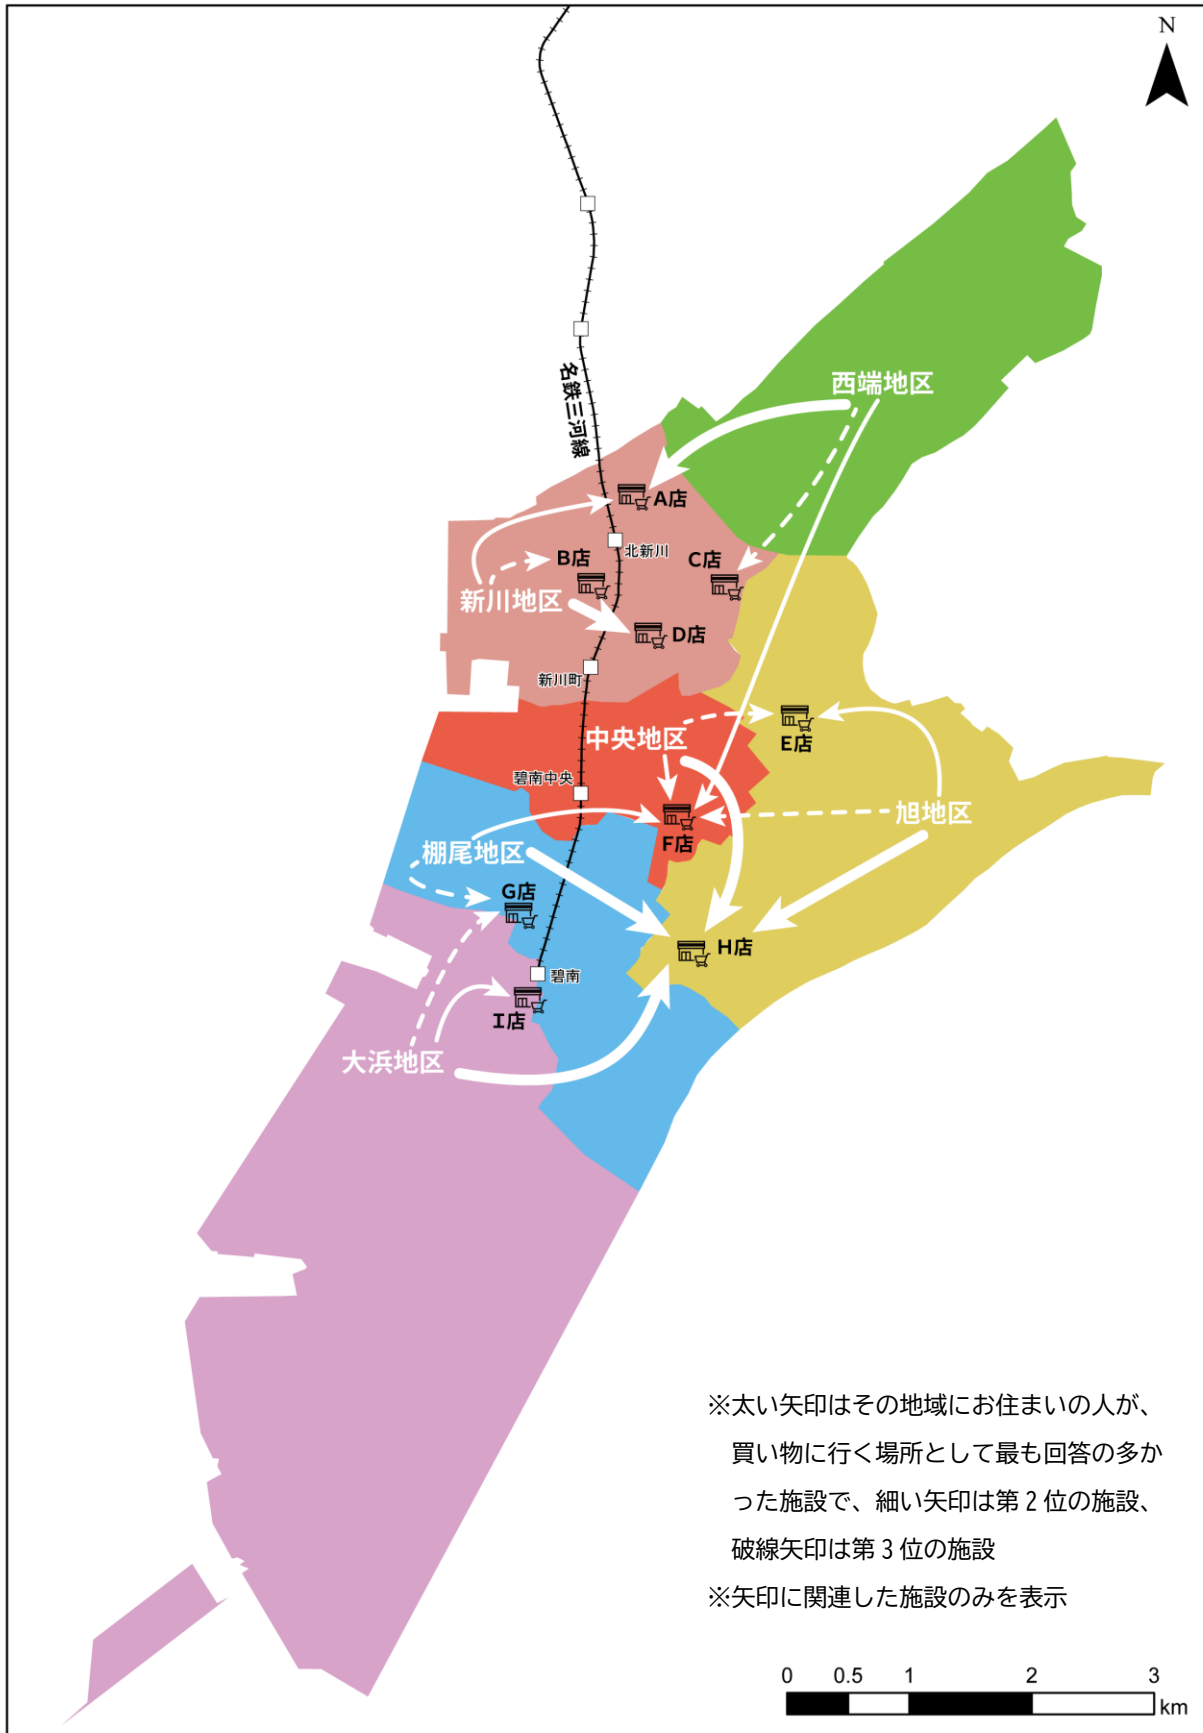 N
名鉄三河線
西端地区
A店
北新川
B店
C店
新川地区
D店
新川町
中央地区
E店
碧南中央
旭地区
F店
棚尾地区
G店
H店
碧南
I店
大浜地区
※太い矢印はその地域にお住まいの人が、
買い物に行く場所として最も回答の多か
った施設で、細い矢印は第2位の施設、
破線矢印は第3位の施設
※矢印に関連した施設のみを表示
0 0.5 1 2 3
km